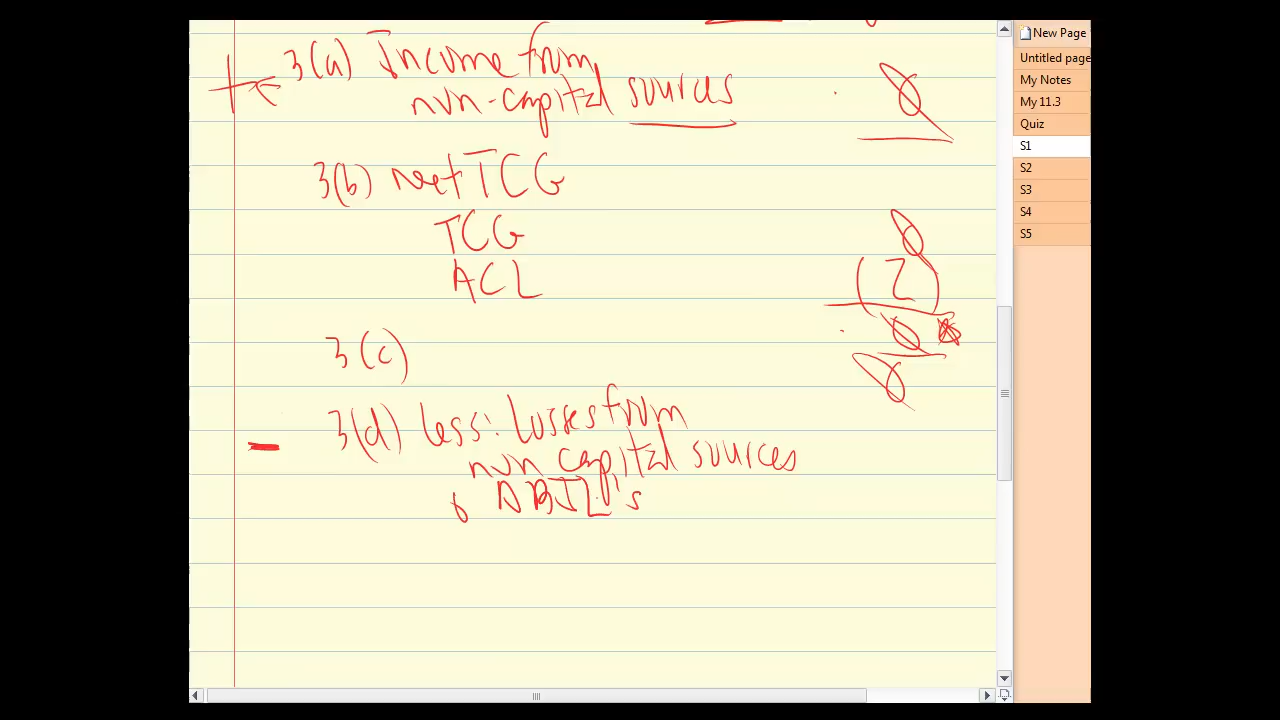 3(a) Income from
non-capital sources Ø
3(b) net TCG
TCG Ø
ACL (2)
Ø *
3(c) Ø
3(d) less: losses from
non capital sources
ABIL's
New Page
Untitled page
My Notes
My 11.3
Quiz
S1
S2
S3
S4
S5